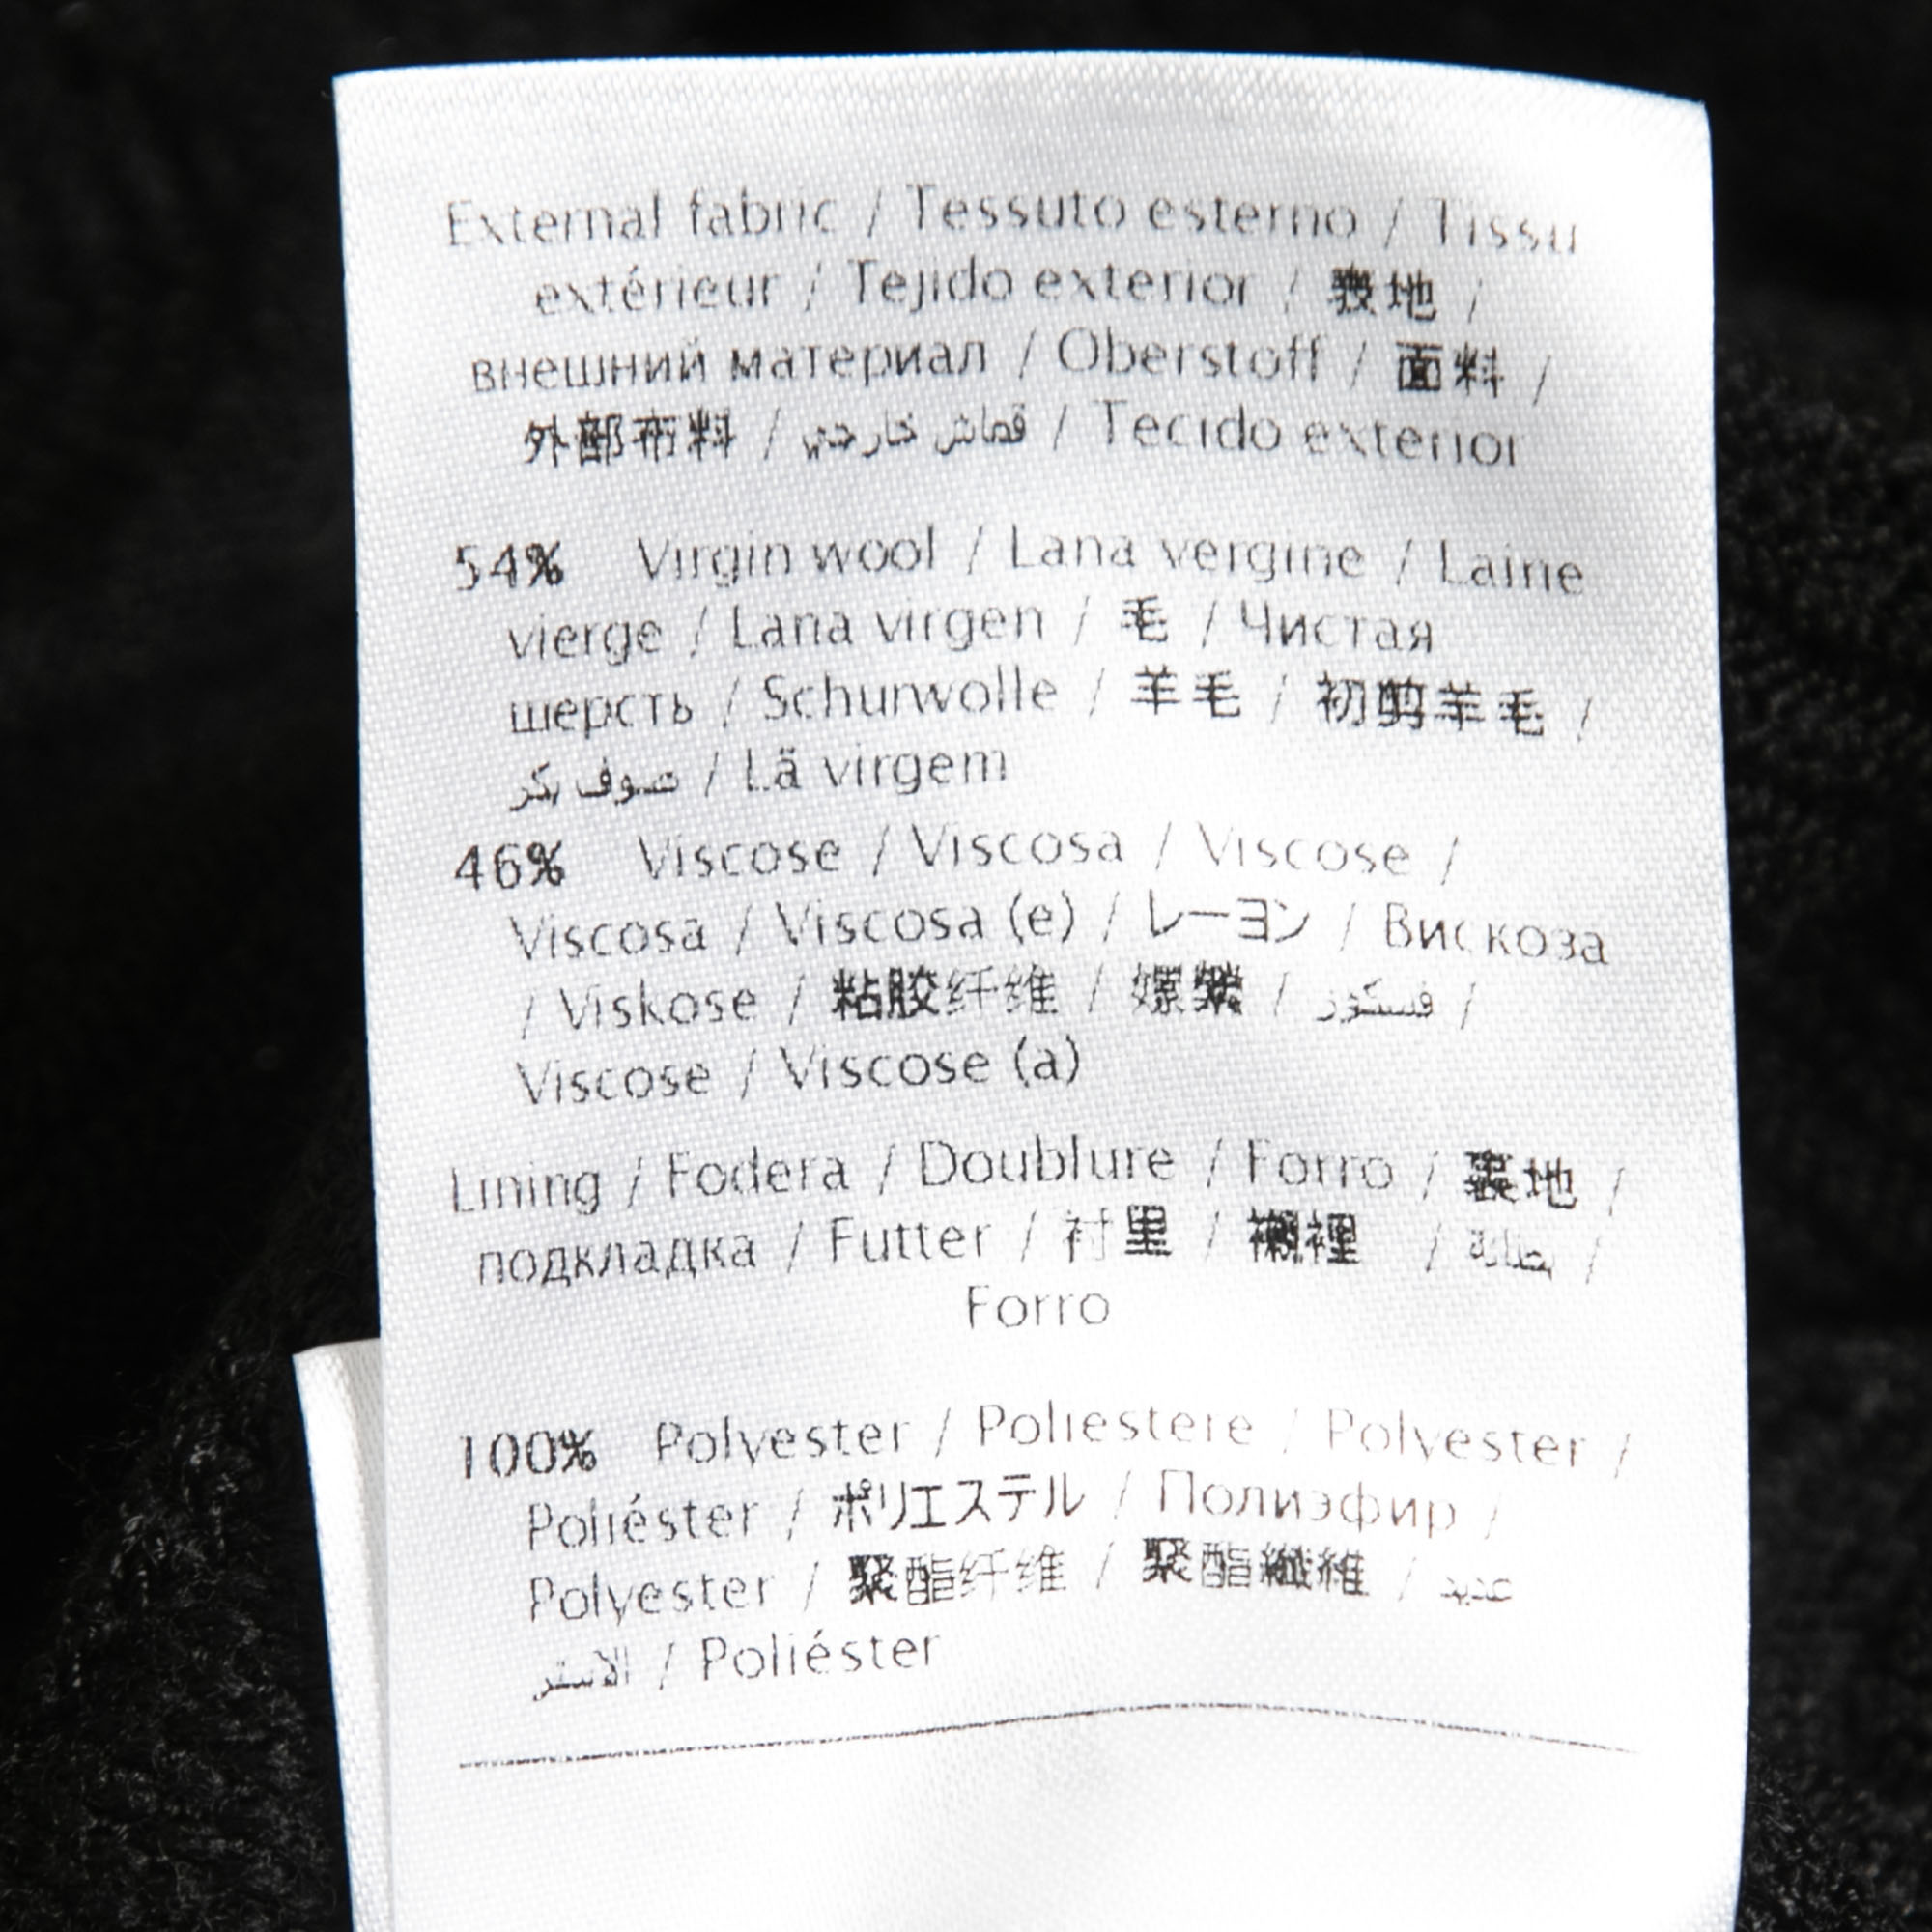 External fabric / Tessuto esterno / Tissu
extérieur / Tejido exterior / 表地 /
внешний материал / Oberstoff / 面料 /
外部布料 / قماش خارجي / Tecido exterior
54% Virgin wool / Lana vergine / Laine
vierge / Lana virgen / 毛 / Чистая
шерсть / Schurwolle / 羊毛 / 初剪羊毛 /
صوف بكر / Lã virgem
46% Viscose / Viscosa / Viscose /
Viscosa / Viscosa (e) / レーヨン / Вискоза
/ Viskose / 粘胶纤维 / 嫘縈 / فسكوز /
Viscose / Viscose (a)
Lining / Fodera / Doublure / Forro / 裏地 /
подкладка / Futter / 衬里 / 襯裡 / بطانة /
Forro
100% Polyester / Poliestere / Polyester /
Poliéster / ポリエステル / Полиэфир /
Polyester / 聚酯纤维 / 聚酯纖維 / عديد
الاستر / Poliéster